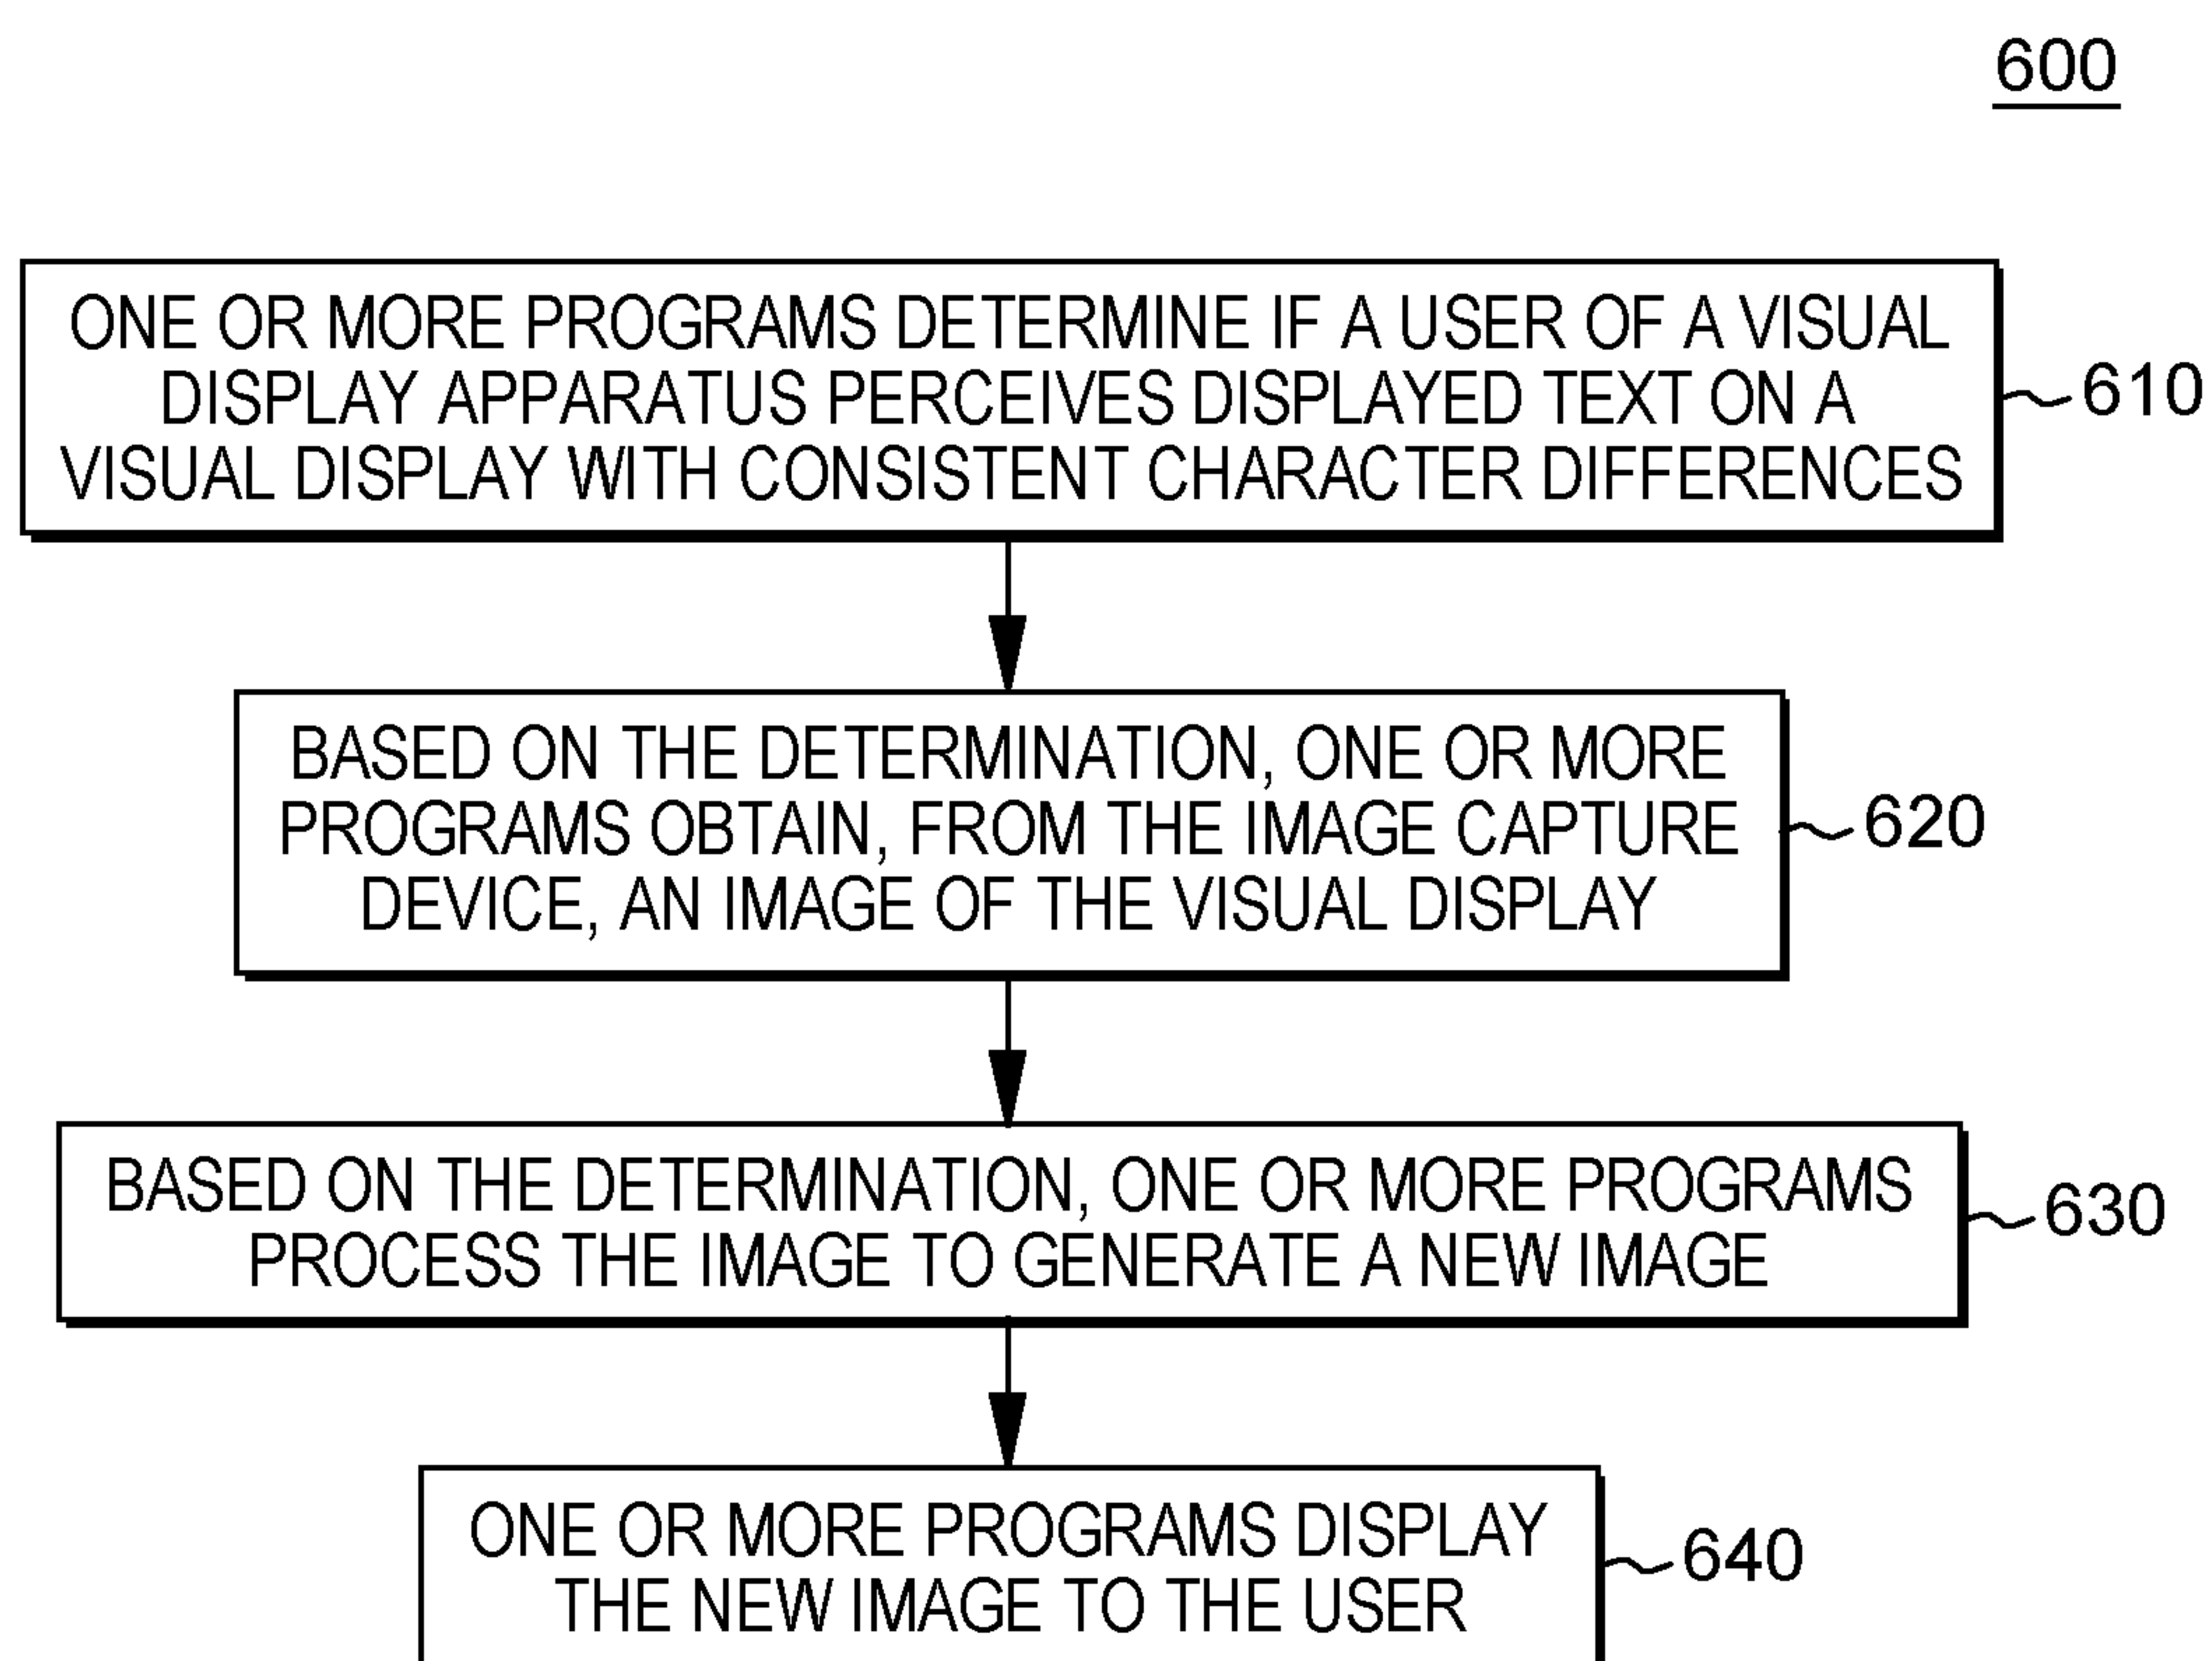 600
ONE OR MORE PROGRAMS DETERMINE IF A USER OF A VISUAL
DISPLAY APPARATUS PERCEIVES DISPLAYED TEXT ON A
VISUAL DISPLAY WITH CONSISTENT CHARACTER DIFFERENCES
610
BASED ON THE DETERMINATION, ONE OR MORE
PROGRAMS OBTAIN, FROM THE IMAGE CAPTURE
DEVICE, AN IMAGE OF THE VISUAL DISPLAY
620
BASED ON THE DETERMINATION, ONE OR MORE PROGRAMS
PROCESS THE IMAGE TO GENERATE A NEW IMAGE
630
ONE OR MORE PROGRAMS DISPLAY
THE NEW IMAGE TO THE USER
640